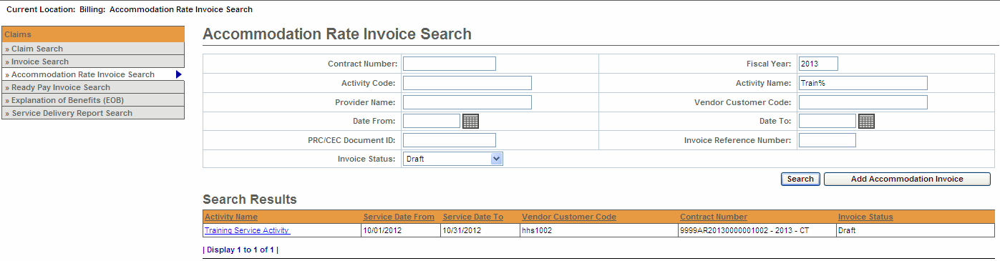 Current Location: Billing: Accommodation Rate Invoice Search
Claims
» Claim Search
» Invoice Search
» Accommodation Rate Invoice Search
» Ready Pay Invoice Search
» Explanation of Benefits (EOB)
» Service Delivery Report Search
Accommodation Rate Invoice Search
Contract Number: Fiscal Year: 2013
Activity Code: Activity Name: Train%
Provider Name: Vendor Customer Code:
Date From: Date To:
PRC/CEC Document ID: Invoice Reference Number:
Invoice Status: Draft
Search Add Accommodation Invoice
Search Results
Activity Name Service Date From Service Date To Vendor Customer Code Contract Number Invoice Status
Training Service Activity 10/01/2012 10/31/2012 hhs1002 9999AR20130000001002 - 2013 - CT Draft
| Display 1 to 1 of 1 |